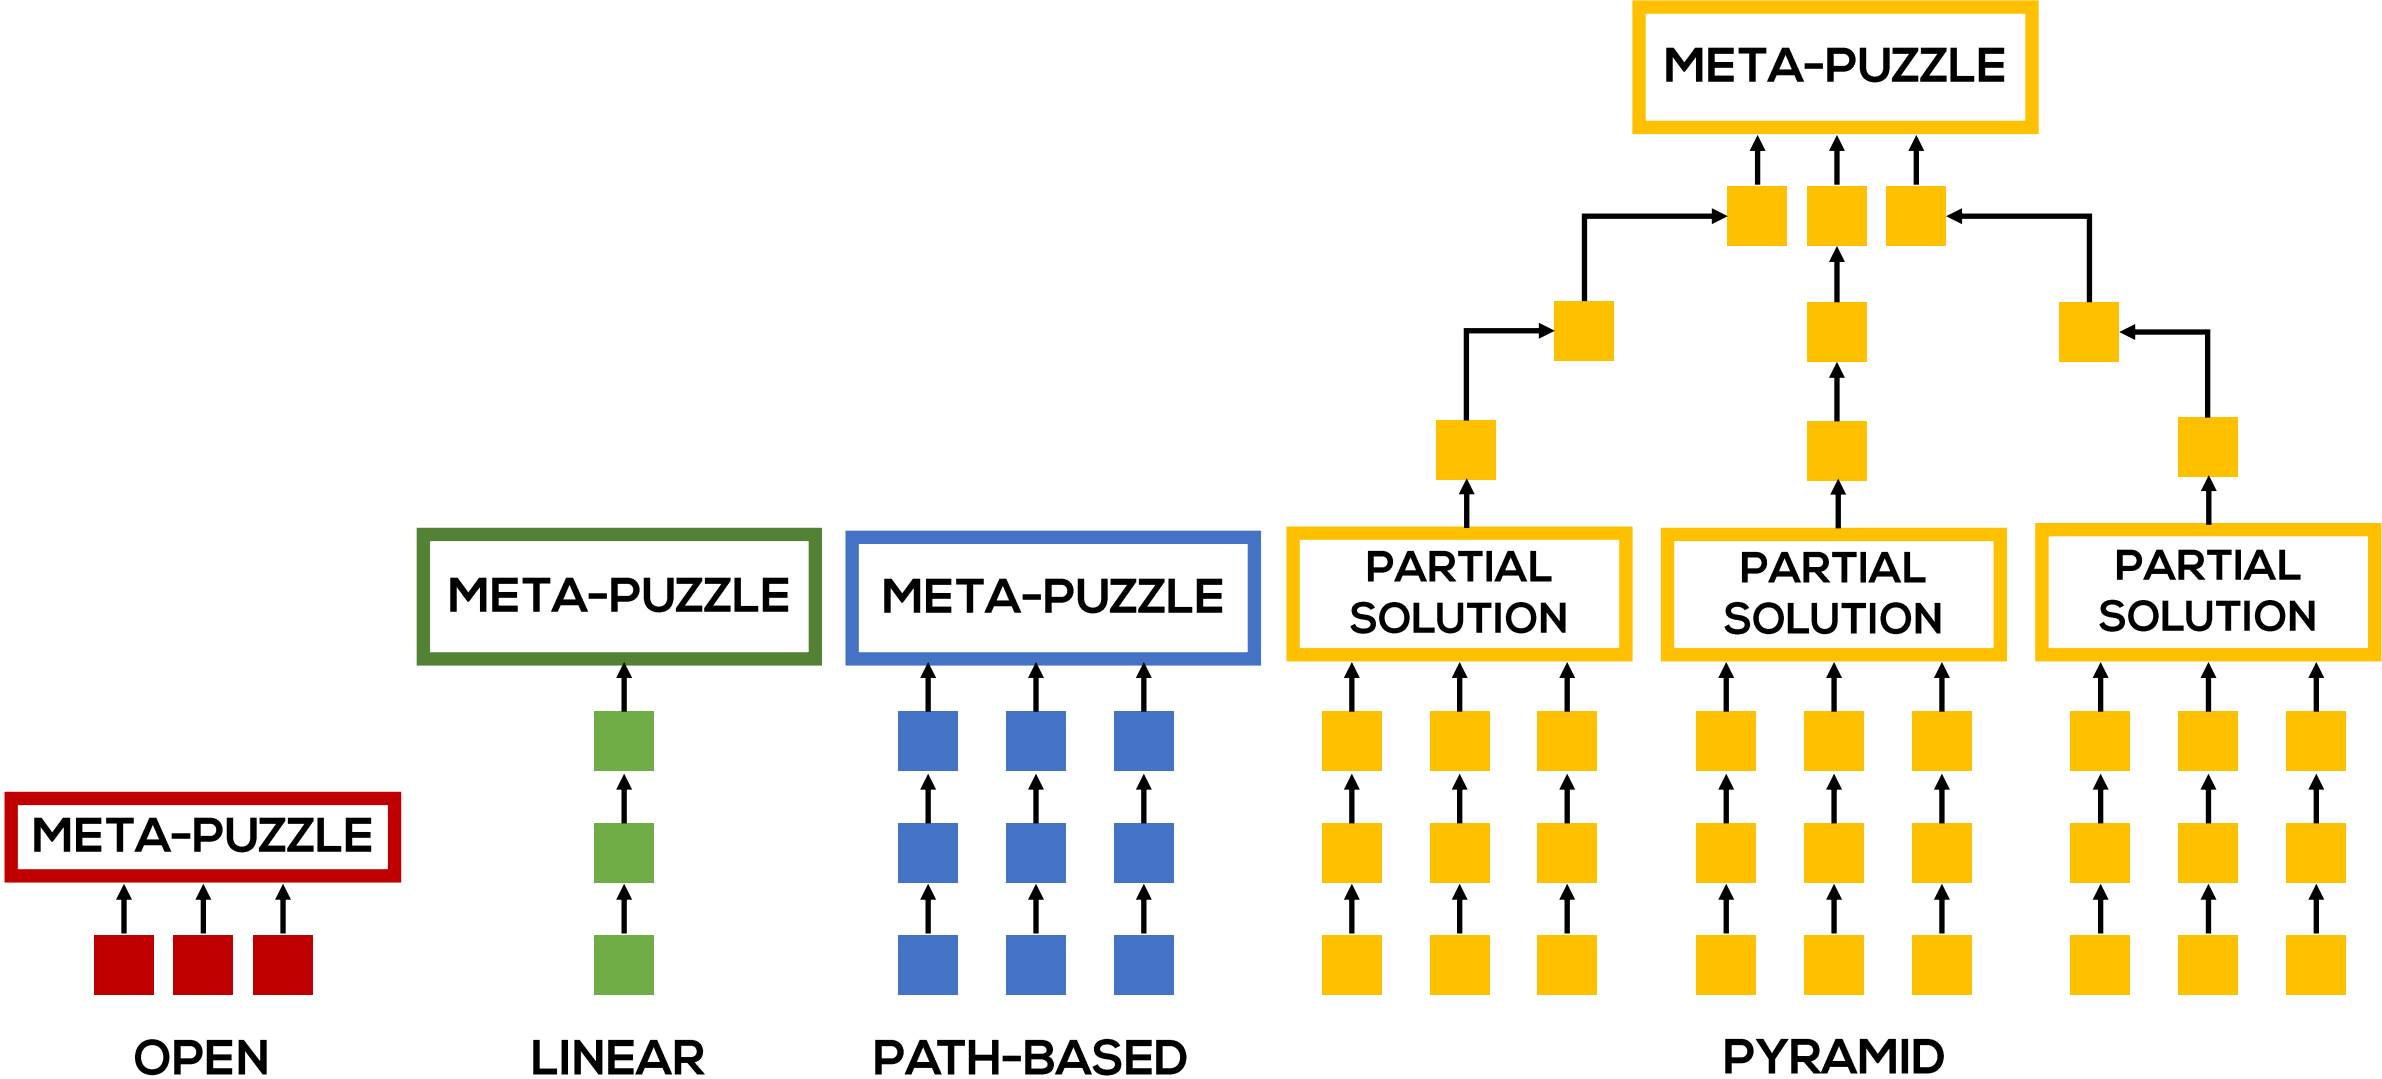 META-PUZZLE
META-PUZZLE
META-PUZZLE
PARTIAL
SOLUTION
PARTIAL
SOLUTION
PARTIAL
SOLUTION
META-PUZZLE
OPEN
LINEAR
PATH-BASED
PYRAMID